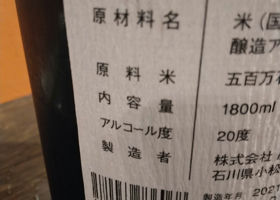 原材料名 米(国
醸造ア
原料米 五百万石
内容量 1800ml
アルコール度 20度
製造者 株式会社
石川県小松
製造年月 2021